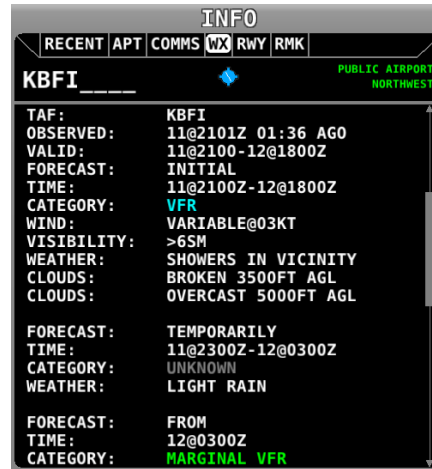 INFO
RECENT APT COMMS WX RWY RMK
KBFI____
PUBLIC AIRPORT
NORTHWEST
TAF: KBFI
OBSERVED: 11@2101Z 01:36 AGO
VALID: 11@2100-12@1800Z
FORECAST: INITIAL
TIME: 11@2100Z-12@1800Z
CATEGORY: VFR
WIND: VARIABLE@03KT
VISIBILITY: >6SM
WEATHER: SHOWERS IN VICINITY
CLOUDS: BROKEN 3500FT AGL
CLOUDS: OVERCAST 5000FT AGL
FORECAST: TEMPORARILY
TIME: 11@2300Z-12@0300Z
CATEGORY: UNKNOWN
WEATHER: LIGHT RAIN
FORECAST: FROM
TIME: 12@0300Z
CATEGORY: MARGINAL VFR